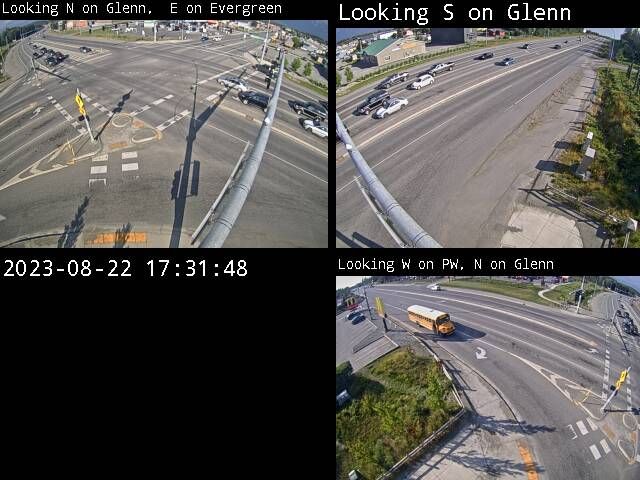 Looking N on Glenn, E on Evergreen
Looking S on Glenn
2023-08-22 17:31:48
Looking W on PW, N on Glenn